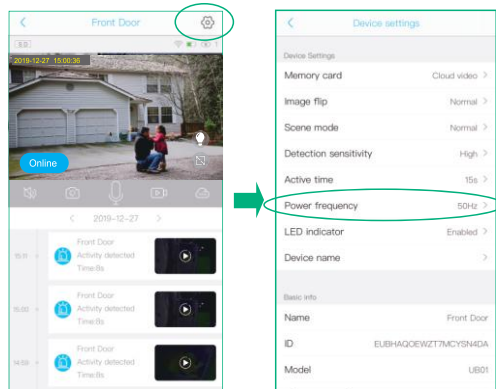 Front Door
ED
1
2019-12-27 15:00:36
Online
2019-12-27
15:11
Front Door
Activity detected
Time:8s
15:00
Front Door
Activity detected
Time:8s
14:59
Front Door
Activity detected
Time:8s
Device settings
Device Settings
Memory card
Cloud video
Image flip
Normal
Scene mode
Normal
Detection sensitivity
High
Active time
15s
Power frequency
50Hz
LED indicator
Enabled
Device name
Basic info
Name
Front Door
ID
EUBHAQOEWZT7MCYSN4DA
Model
UB01